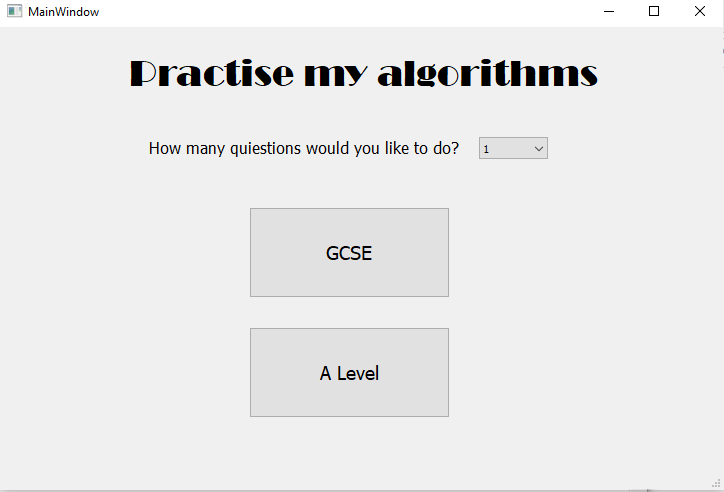 MainWindow
Practise my algorithms
How many quiestions would you like to do? 1
GCSE
A Level